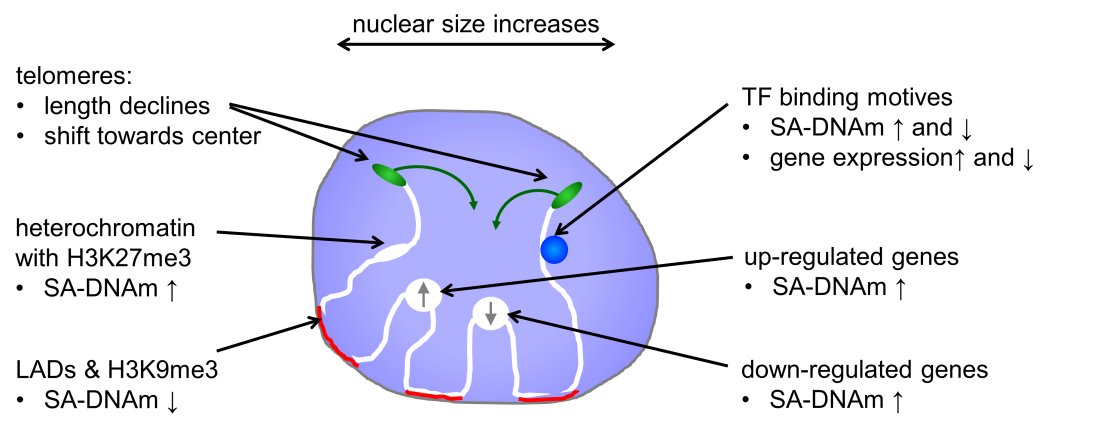 nuclear size increases
telomeres:
• length declines
• shift towards center
heterochromatin
with H3K27me3
• SA-DNAm ↑
LADs & H3K9me3
• SA-DNAm ↓
TF binding motives
• SA-DNAm ↑ and ↓
• gene expression↑ and ↓
up-regulated genes
• SA-DNAm ↑
down-regulated genes
• SA-DNAm ↑